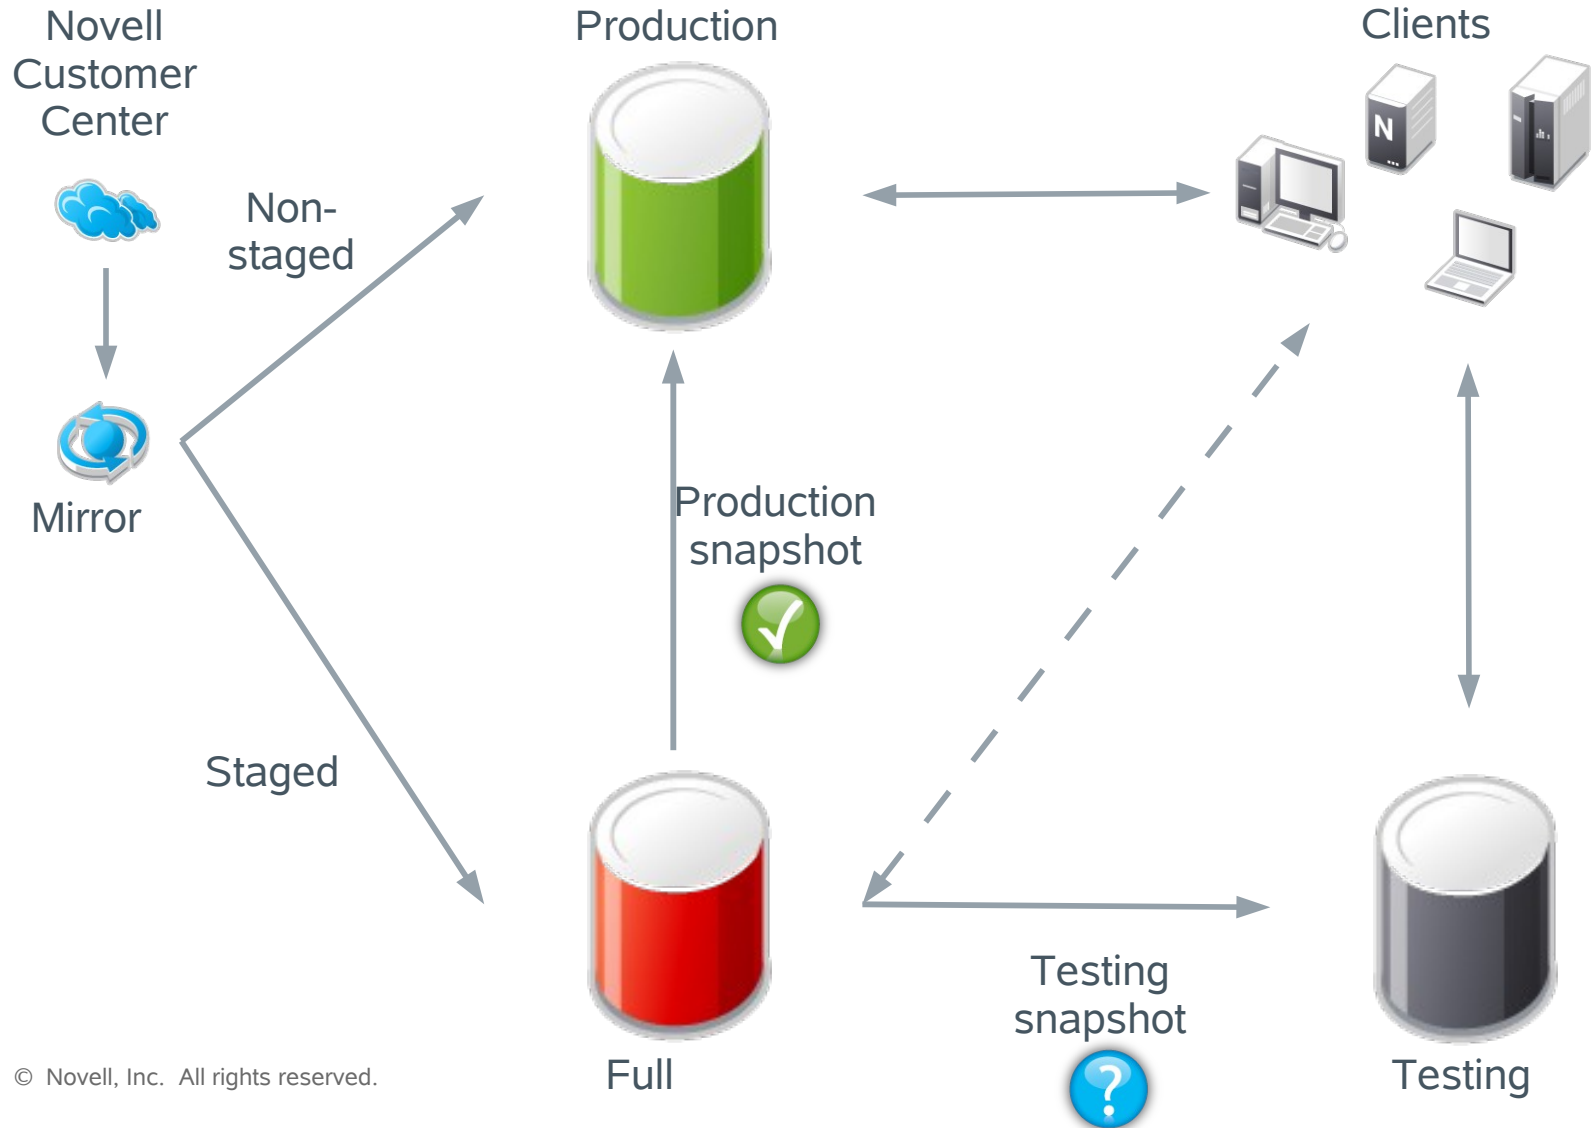 Novell
Customer
Center
Production
Clients
N
Non-
staged
Mirror
Production
snapshot
Staged
Testing
snapshot
?
Full
Testing
© Novell, Inc.  All rights reserved.